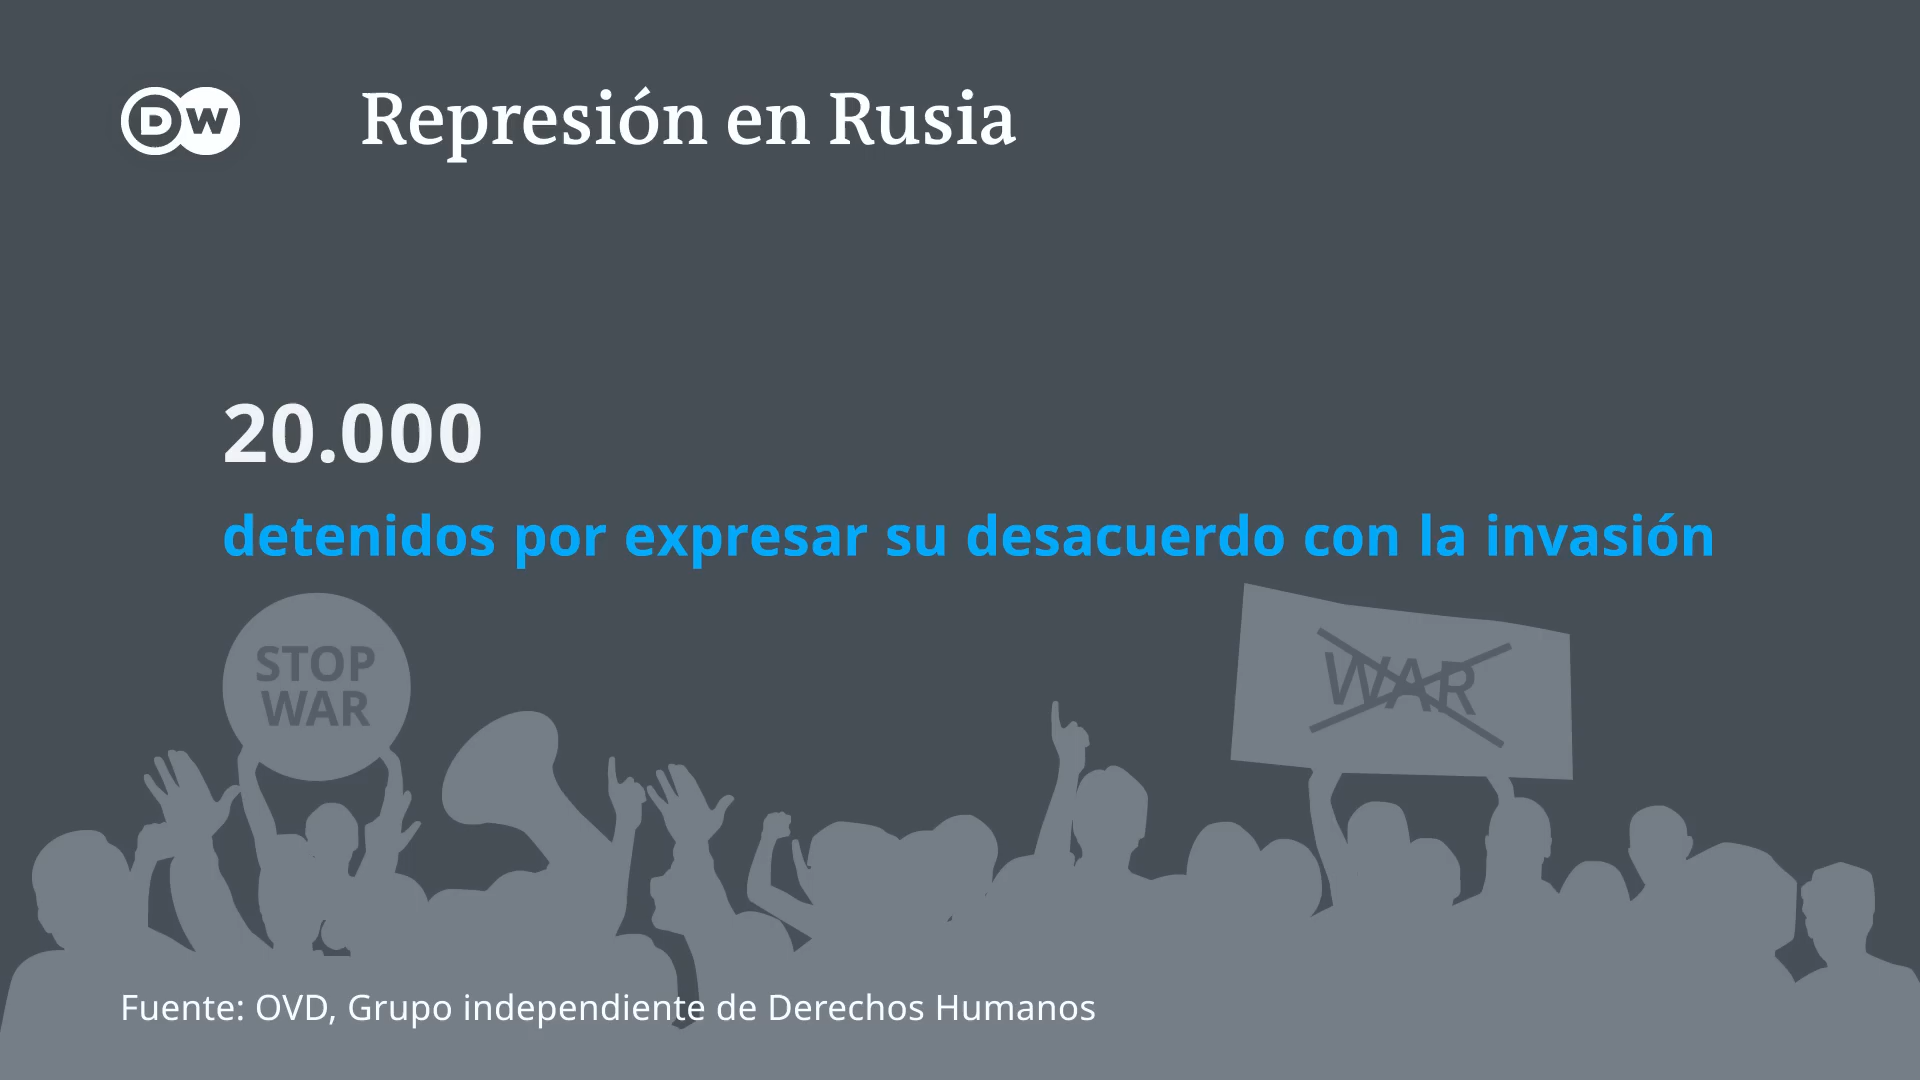 DW
Represión en Rusia
20.000
detenidos por expresar su desacuerdo con la invasión
STOP
WAR
WAR
Fuente: OVD, Grupo independiente de Derechos Humanos